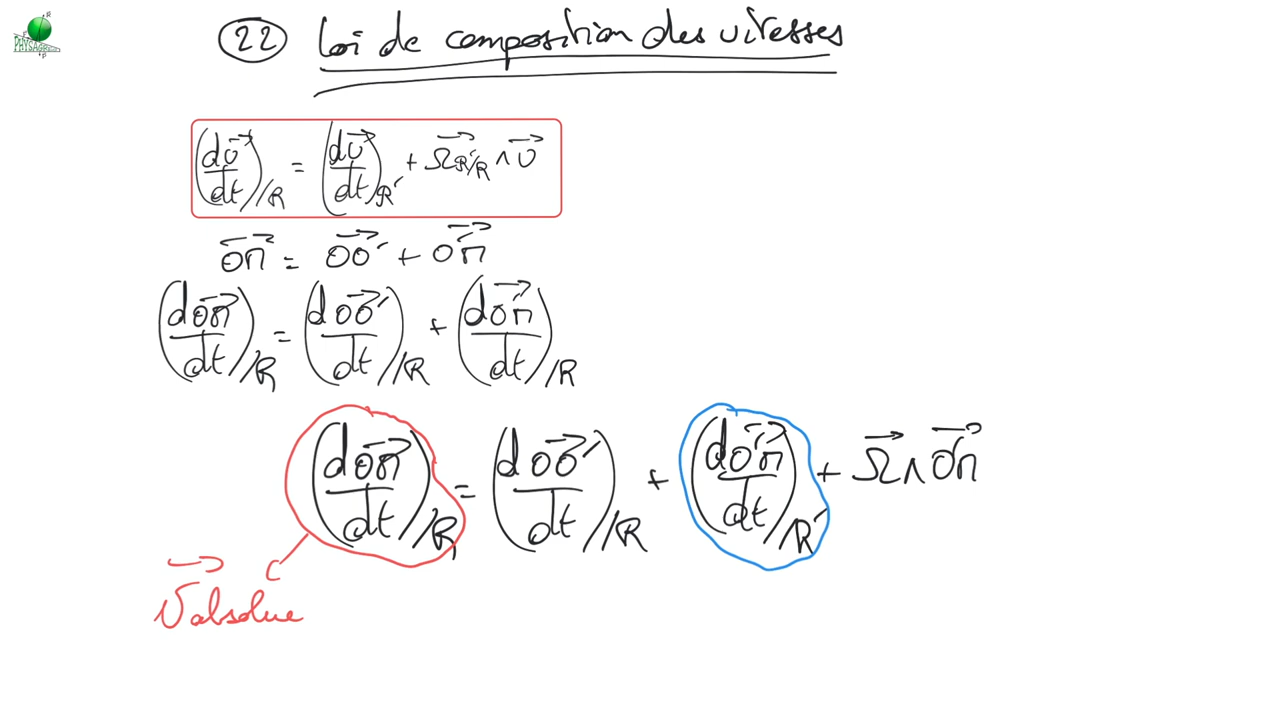 22 Loi de composition des vitesses
(dU⃗/dt)/R = (dU⃗/dt)R' + Ω⃗R'/R ∧ U⃗
OM⃗ = OO'⃗ + O'M⃗
(dOM⃗/dt)/R = (dOO'⃗/dt)/R + (dO'M⃗/dt)/R
(dOM⃗/dt)/R = (dOO'⃗/dt)/R + (dO'M⃗/dt)/R' + Ω⃗ ∧ O'M⃗
V⃗absolue